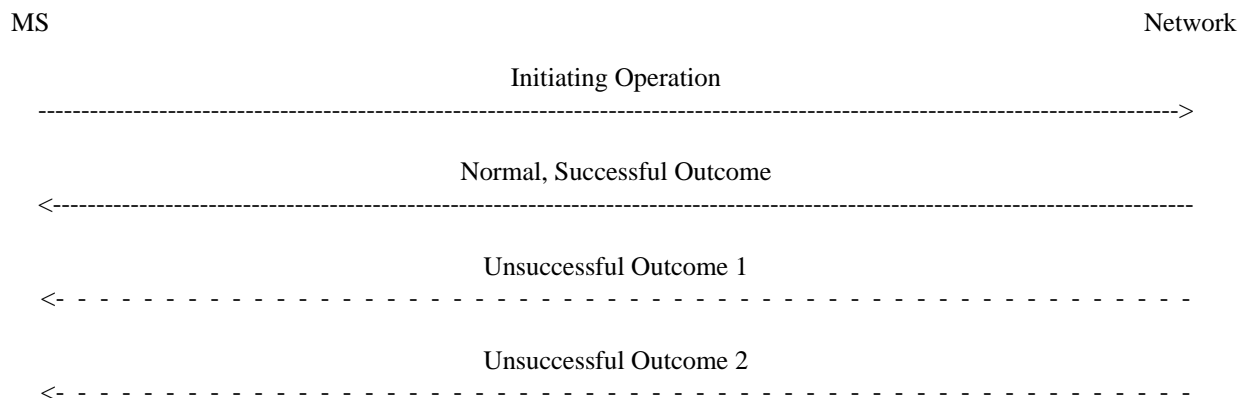 MS Network
Initiating Operation
------------------------------------------------------------------------------------------------------------------------------------------>
Normal, Successful Outcome
<------------------------------------------------------------------------------------------------------------------------------------------
Unsuccessful Outcome 1
<- - - - - - - - - - - - - - - - - - - - - - - - - - - - - - - - - - - - - - - - - - - - - - - - - - - -
Unsuccessful Outcome 2
<- - - - - - - - - - - - - - - - - - - - - - - - - - - - - - - - - - - - - - - - - - - - - - - - - - - -